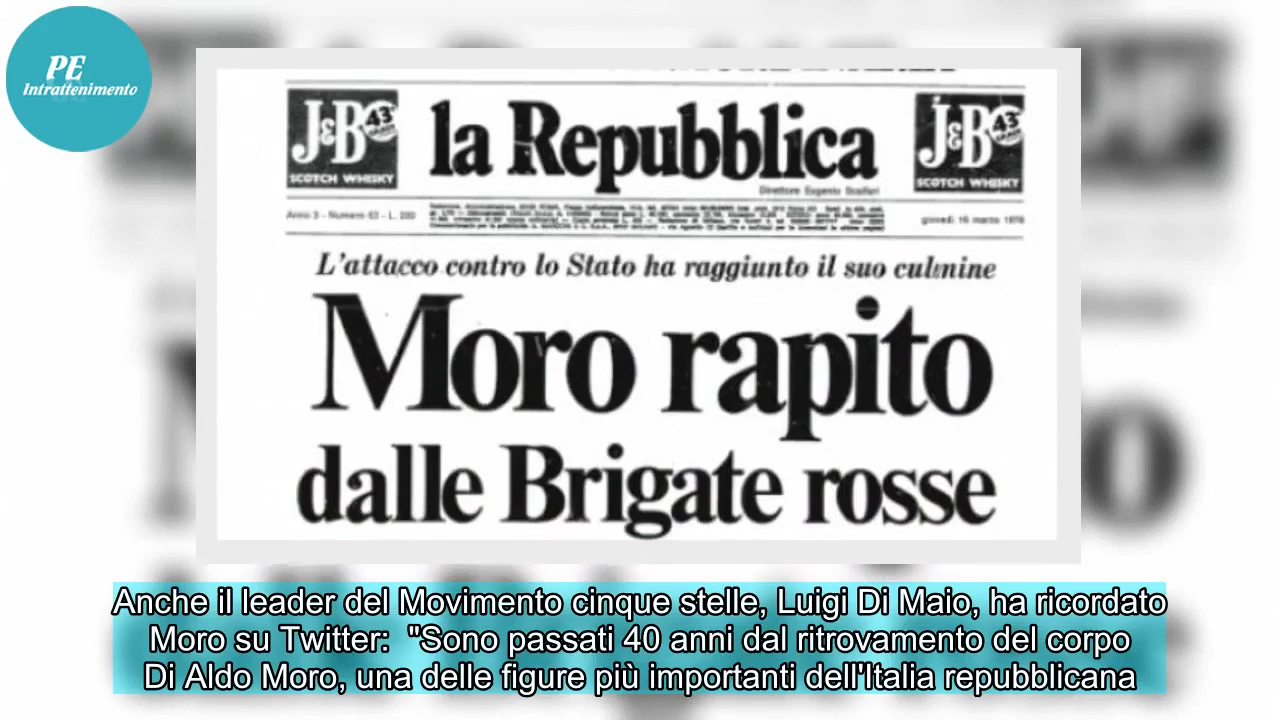 PE
Intrattenimento
J&B
43°
SCOTCH WHISKY
la Repubblica
J&B
43°
SCOTCH WHISKY
Direttore Eugenio Scalfari
Anno 3 - Numero 63 - L. 200
giovedì 16 marzo 1978
L'attacco contro lo Stato ha raggiunto il suo culmine
Moro rapito
dalle Brigate rosse
Anche il leader del Movimento cinque stelle, Luigi Di Maio, ha ricordato
Moro su Twitter: "Sono passati 40 anni dal ritrovamento del corpo
Di Aldo Moro, una delle figure più importanti dell'Italia repubblicana